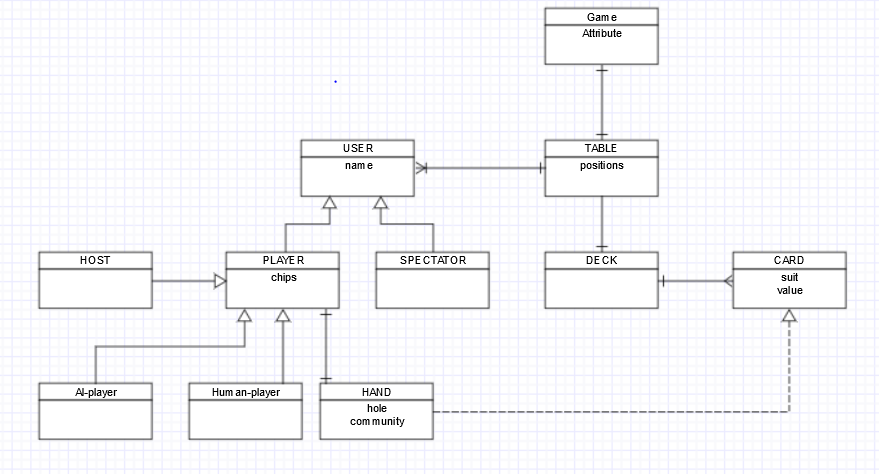 Game
Attribute
USER
name
TABLE
positions
HOST
PLAYER
chips
SPECTATOR
DECK
CARD
suit
value
AI-player
Human-player
HAND
hole
community